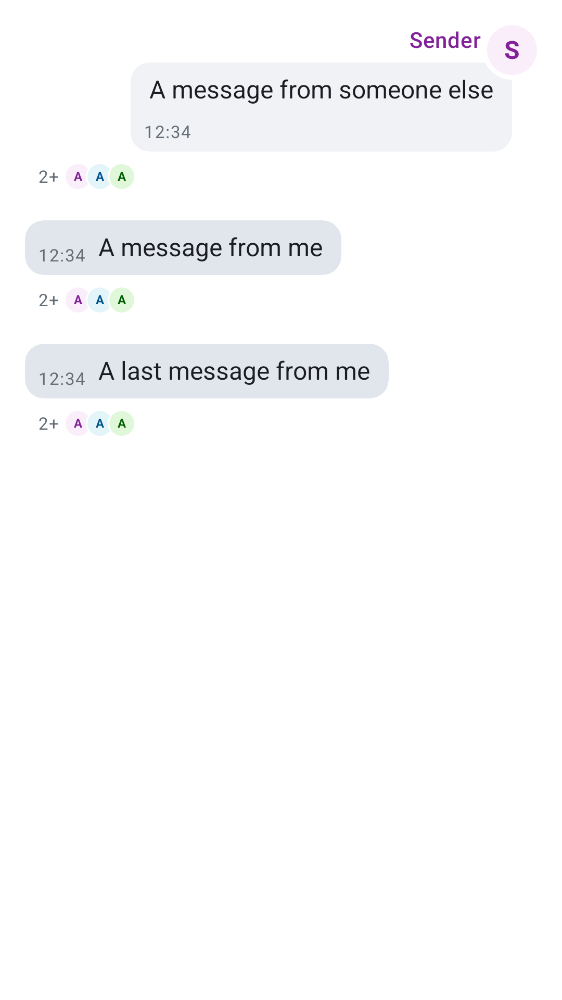 Sender
S
A message from someone else
12:34
2+ A A A
12:34 A message from me
2+ A A A
12:34 A last message from me
2+ A A A